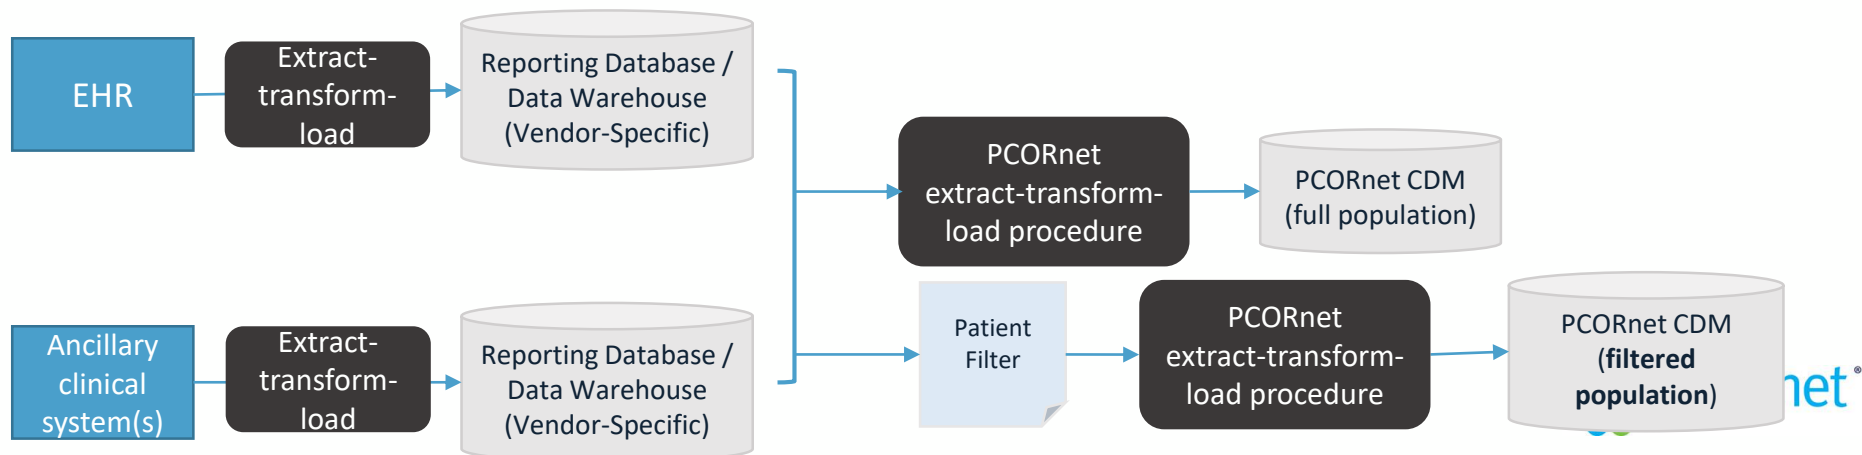 EHR
Extract-
transform-
load
Reporting Database /
Data Warehouse
(Vendor-Specific)
PCORnet
extract-transform-
load procedure
PCORnet CDM
(full population)
Ancillary
clinical
system(s)
Extract-
transform-
load
Reporting Database /
Data Warehouse
(Vendor-Specific)
Patient
Filter
PCORnet
extract-transform-
load procedure
PCORnet CDM
(filtered
population)
net®